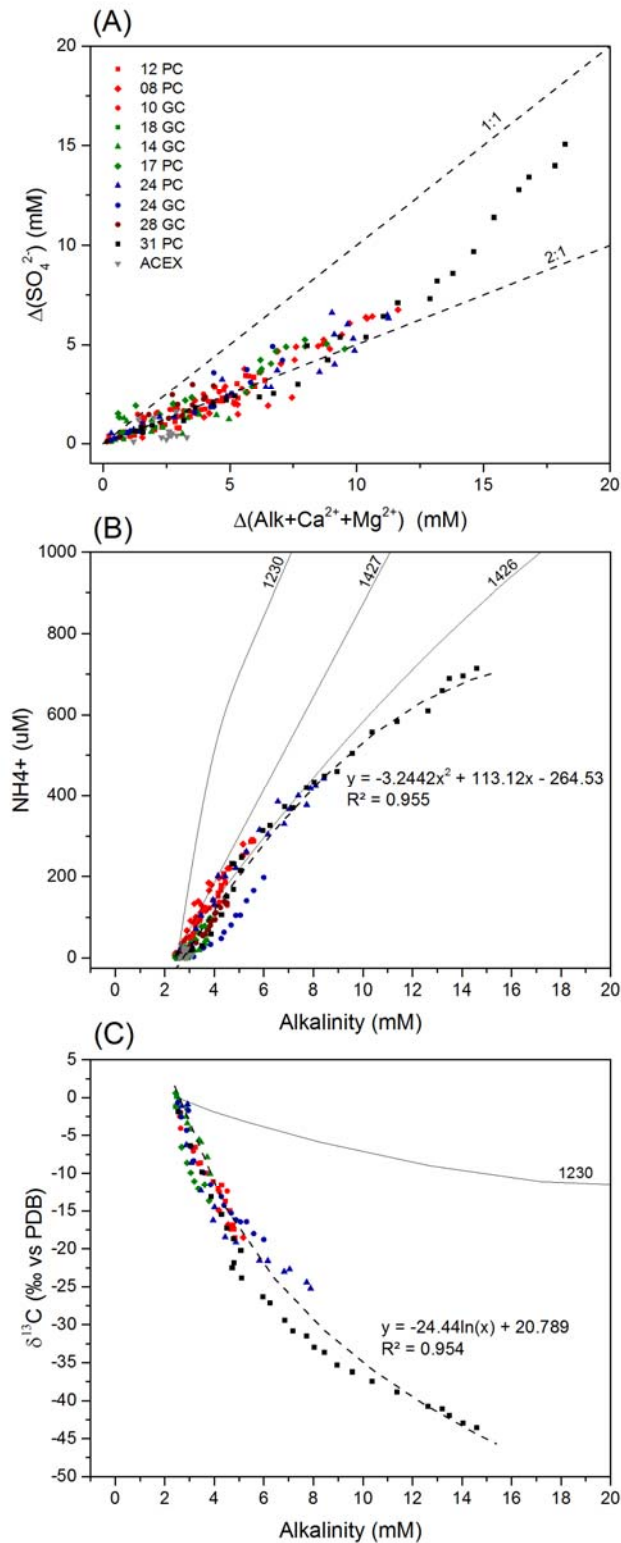 (A)
20
15
10
5
0
Δ(SO₄²⁻) (mM)
12 PC
08 PC
10 GC
18 GC
14 GC
17 PC
24 PC
24 GC
28 GC
31 PC
ACEX
1:1
2:1
0 5 10 15 20
Δ(Alk+Ca²⁺+Mg²⁺) (mM)
(B)
1000
800
600
400
200
0
NH4+ (uM)
1230
1427
1426
y = -3.2442x² + 113.12x - 264.53
R² = 0.955
0 2 4 6 8 10 12 14 16 18 20
Alkalinity (mM)
(C)
5
0
-5
-10
-15
-20
-25
-30
-35
-40
-45
-50
δ¹³C (‰ vs PDB)
1230
y = -24.44ln(x) + 20.789
R² = 0.954
0 2 4 6 8 10 12 14 16 18 20
Alkalinity (mM)